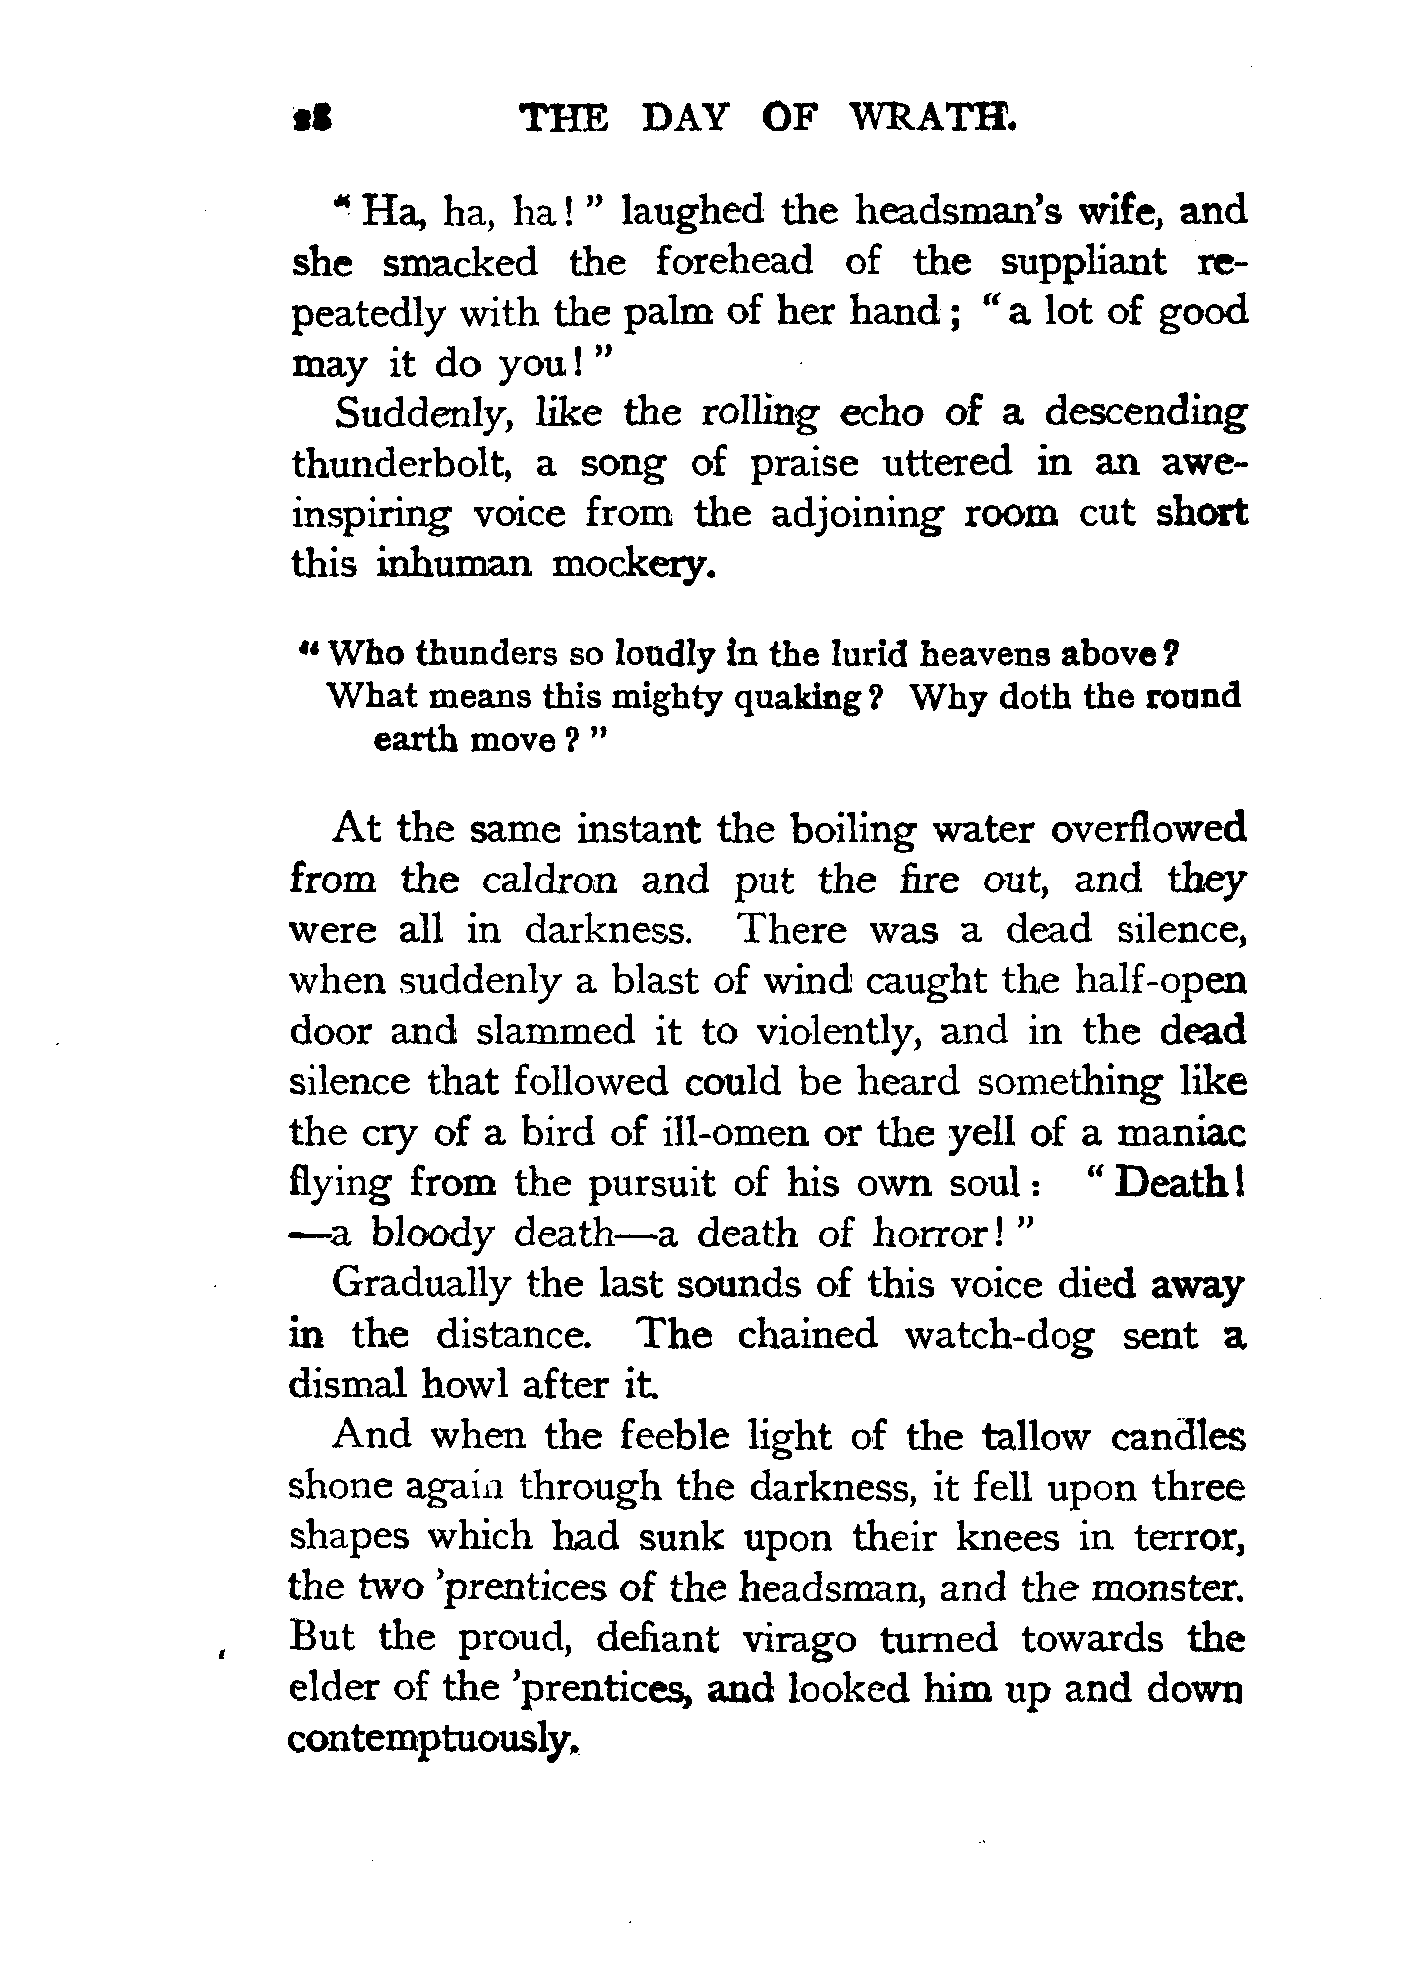 THE DAY OF WRATH.
"Ha, ha, ha!" laughed the headsman's wife, and
she smacked the forehead of the suppliant re-
peatedly with the palm of her hand; "a lot of good
may it do you!"
Suddenly, like the rolling echo of a descending
thunderbolt, a song of praise uttered in an awe-
inspiring voice from the adjoining room cut short
this inhuman mockery.
"Who thunders so loudly in the lurid heavens above?
What means this mighty quaking? Why doth the round
earth move?"
At the same instant the boiling water overflowed
from the caldron and put the fire out, and they
were all in darkness. There was a dead silence,
when suddenly a blast of wind caught the half-open
door and slammed it to violently, and in the dead
silence that followed could be heard something like
the cry of a bird of ill-omen or the yell of a maniac
flying from the pursuit of his own soul: "Death!
—a bloody death—a death of horror!"
Gradually the last sounds of this voice died away
in the distance. The chained watch-dog sent a
dismal howl after it.
And when the feeble light of the tallow candles
shone again through the darkness, it fell upon three
shapes which had sunk upon their knees in terror,
the two 'prentices of the headsman, and the monster.
But the proud, defiant virago turned towards the
elder of the 'prentices, and looked him up and down
contemptuously.